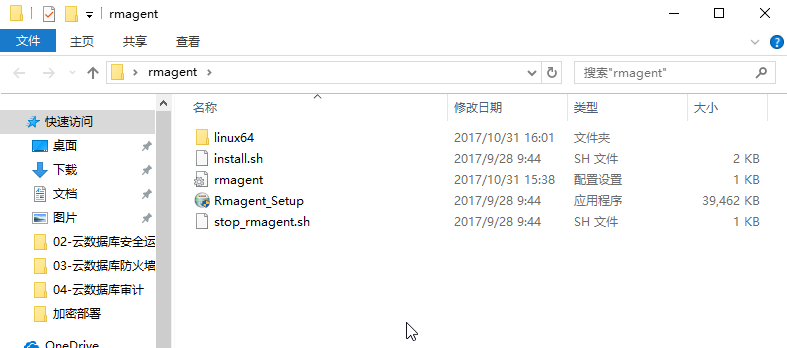 rmagent
文件 主页 共享 查看
rmagent 搜索"rmagent"
名称 修改日期 类型 大小
快速访问
桌面
下载
文档
图片
02-云数据库安全运
03-云数据库防火墙
04-云数据库审计
加密部署
OneDrive
linux64 2017/10/31 16:01 文件夹
install.sh 2017/9/28 9:44 SH 文件 2 KB
rmagent 2017/10/31 15:38 配置设置 1 KB
Rmagent_Setup 2017/9/28 9:44 应用程序 39,462 KB
stop_rmagent.sh 2017/9/28 9:44 SH 文件 1 KB